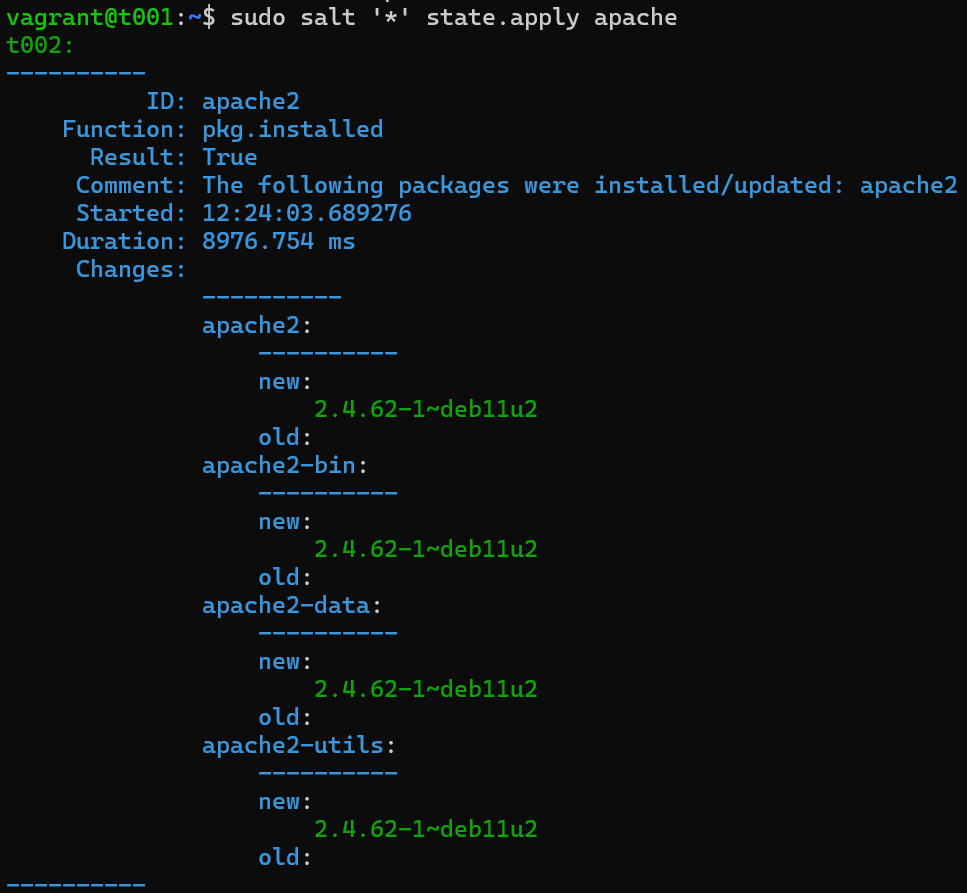 vagrant@t001:~$ sudo salt '*' state.apply apache
t002:
----------
          ID: apache2
    Function: pkg.installed
      Result: True
     Comment: The following packages were installed/updated: apache2
     Started: 12:24:03.689276
    Duration: 8976.754 ms
     Changes:
              ----------
              apache2:
                  ----------
                  new:
                      2.4.62-1~deb11u2
                  old:
              apache2-bin:
                  ----------
                  new:
                      2.4.62-1~deb11u2
                  old:
              apache2-data:
                  ----------
                  new:
                      2.4.62-1~deb11u2
                  old:
              apache2-utils:
                  ----------
                  new:
                      2.4.62-1~deb11u2
                  old:
----------